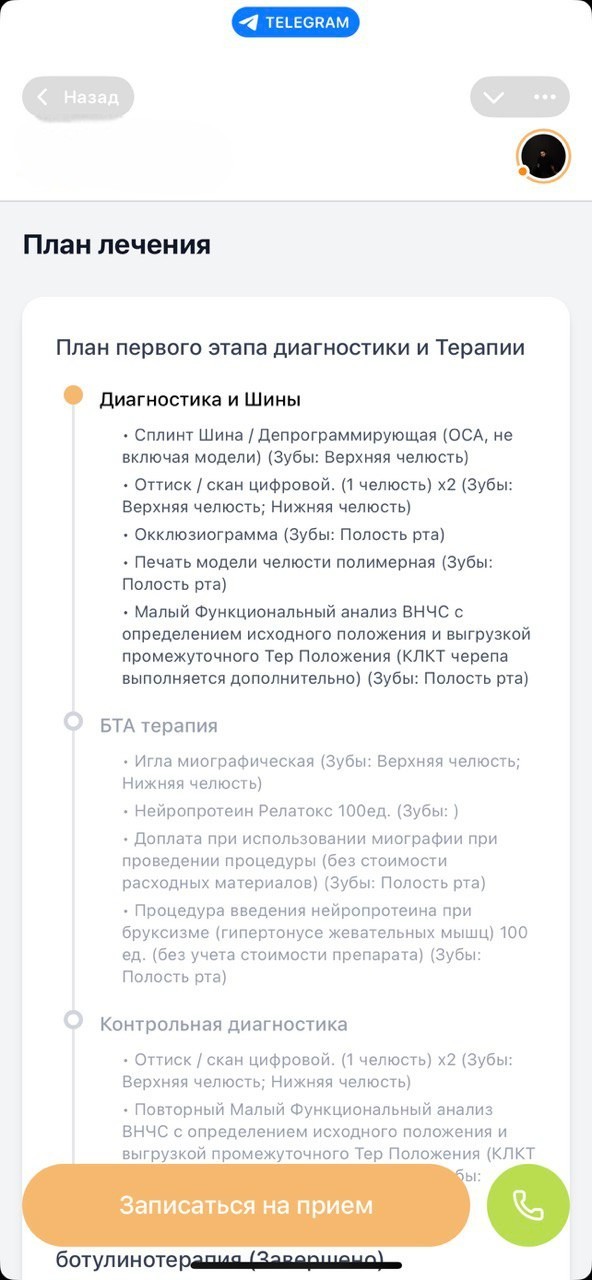 TELEGRAM
Назад
План лечения
План первого этапа диагностики и Терапии
Диагностика и Шины
• Сплинт Шина / Депрограммирующая (ОСА, не
включая модели) (Зубы: Верхняя челюсть)
• Оттиск / скан цифровой. (1 челюсть) x2 (Зубы:
Верхняя челюсть; Нижняя челюсть)
• Окклюзиограмма (Зубы: Полость рта)
• Печать модели челюсти полимерная (Зубы:
Полость рта)
• Малый Функциональный анализ ВНЧС с
определением исходного положения и выгрузкой
промежуточного Тер Положения (КЛКТ черепа
выполняется дополнительно) (Зубы: Полость рта)
БТА терапия
• Игла миографическая (Зубы: Верхняя челюсть;
Нижняя челюсть)
• Нейропротеин Релатокс 100ед. (Зубы: )
• Доплата при использовании миографии при
проведении процедуры (без стоимости
расходных материалов) (Зубы: Полость рта)
• Процедура введения нейропротеина при
бруксизме (гипертонусе жевательных мышц) 100
ед. (без учета стоимости препарата) (Зубы:
Полость рта)
Контрольная диагностика
• Оттиск / скан цифровой. (1 челюсть) x2 (Зубы:
Верхняя челюсть; Нижняя челюсть)
• Повторный Малый Функциональный анализ
ВНЧС с определением исходного положения и
выгрузкой промежуточного Тер Положения (КЛКТ
Записаться на прием
ботулинотерапия (Завершено)